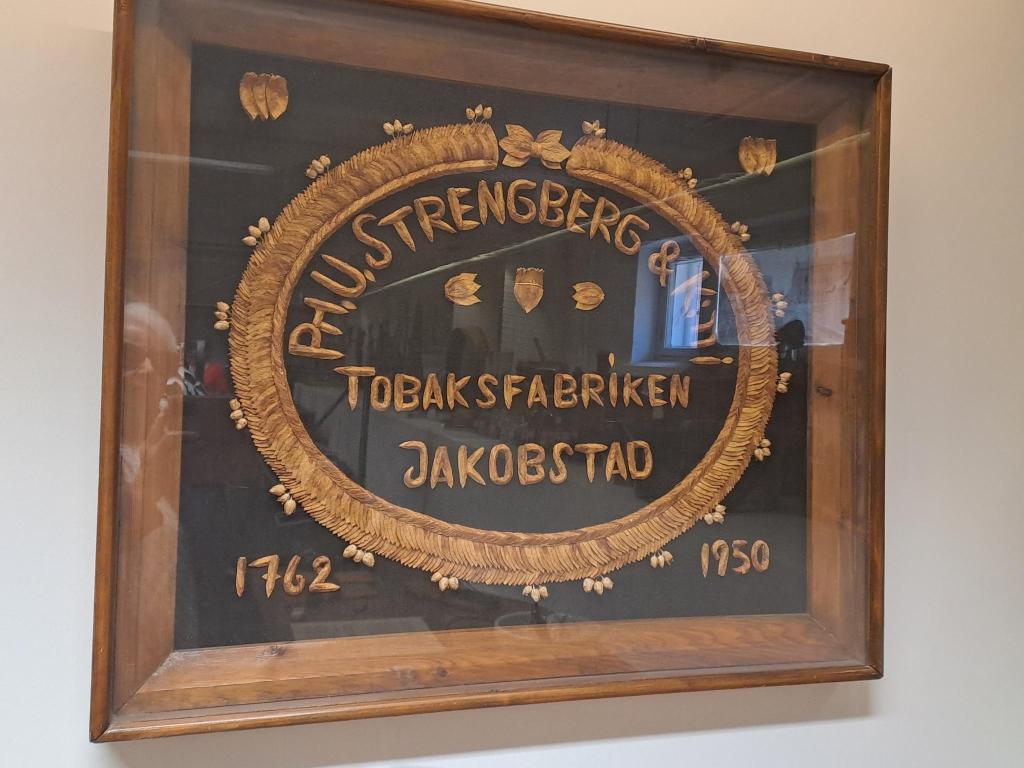 PH.U. STRENGBERG &
TOBAKSFABRIKEN
JAKOBSTAD
1762
1950